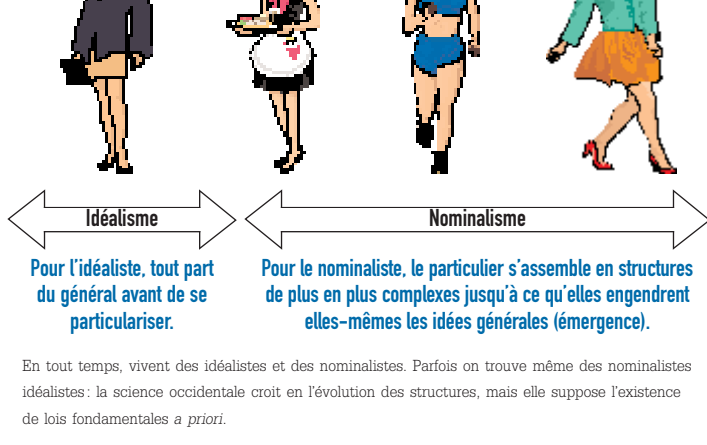 Idéalisme
Nominalisme
Pour l'idéaliste, tout part
du général avant de se
particulariser.
Pour le nominaliste, le particulier s'assemble en structures
de plus en plus complexes jusqu'à ce qu'elles engendrent
elles-mêmes les idées générales (émergence).
En tout temps, vivent des idéalistes et des nominalistes. Parfois on trouve même des nominalistes
idéalistes : la science occidentale croit en l'évolution des structures, mais elle suppose l'existence
de lois fondamentales a priori.